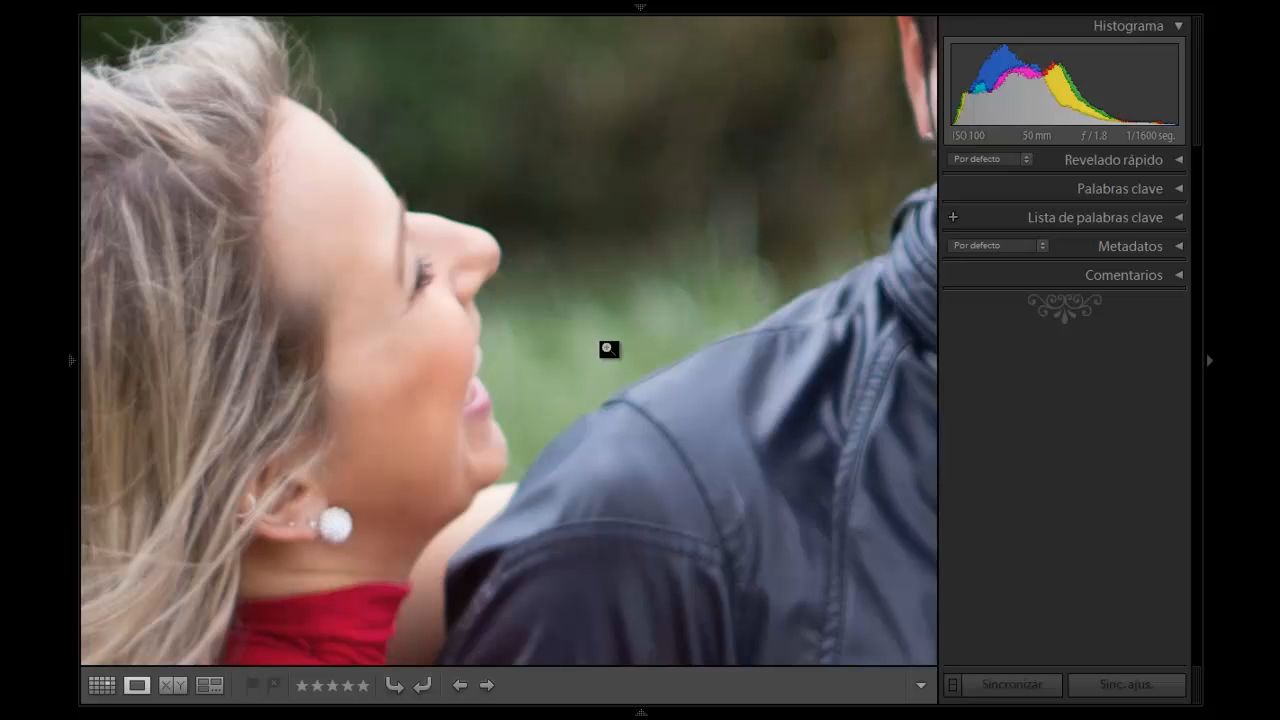 Histograma
ISO 100 50 mm ƒ / 1.8 1/1600 seg.
Por defecto Revelado rápido
Palabras clave
Lista de palabras clave
Por defecto Metadatos
Comentarios
XY
Sincronizar Sinc. ajus.